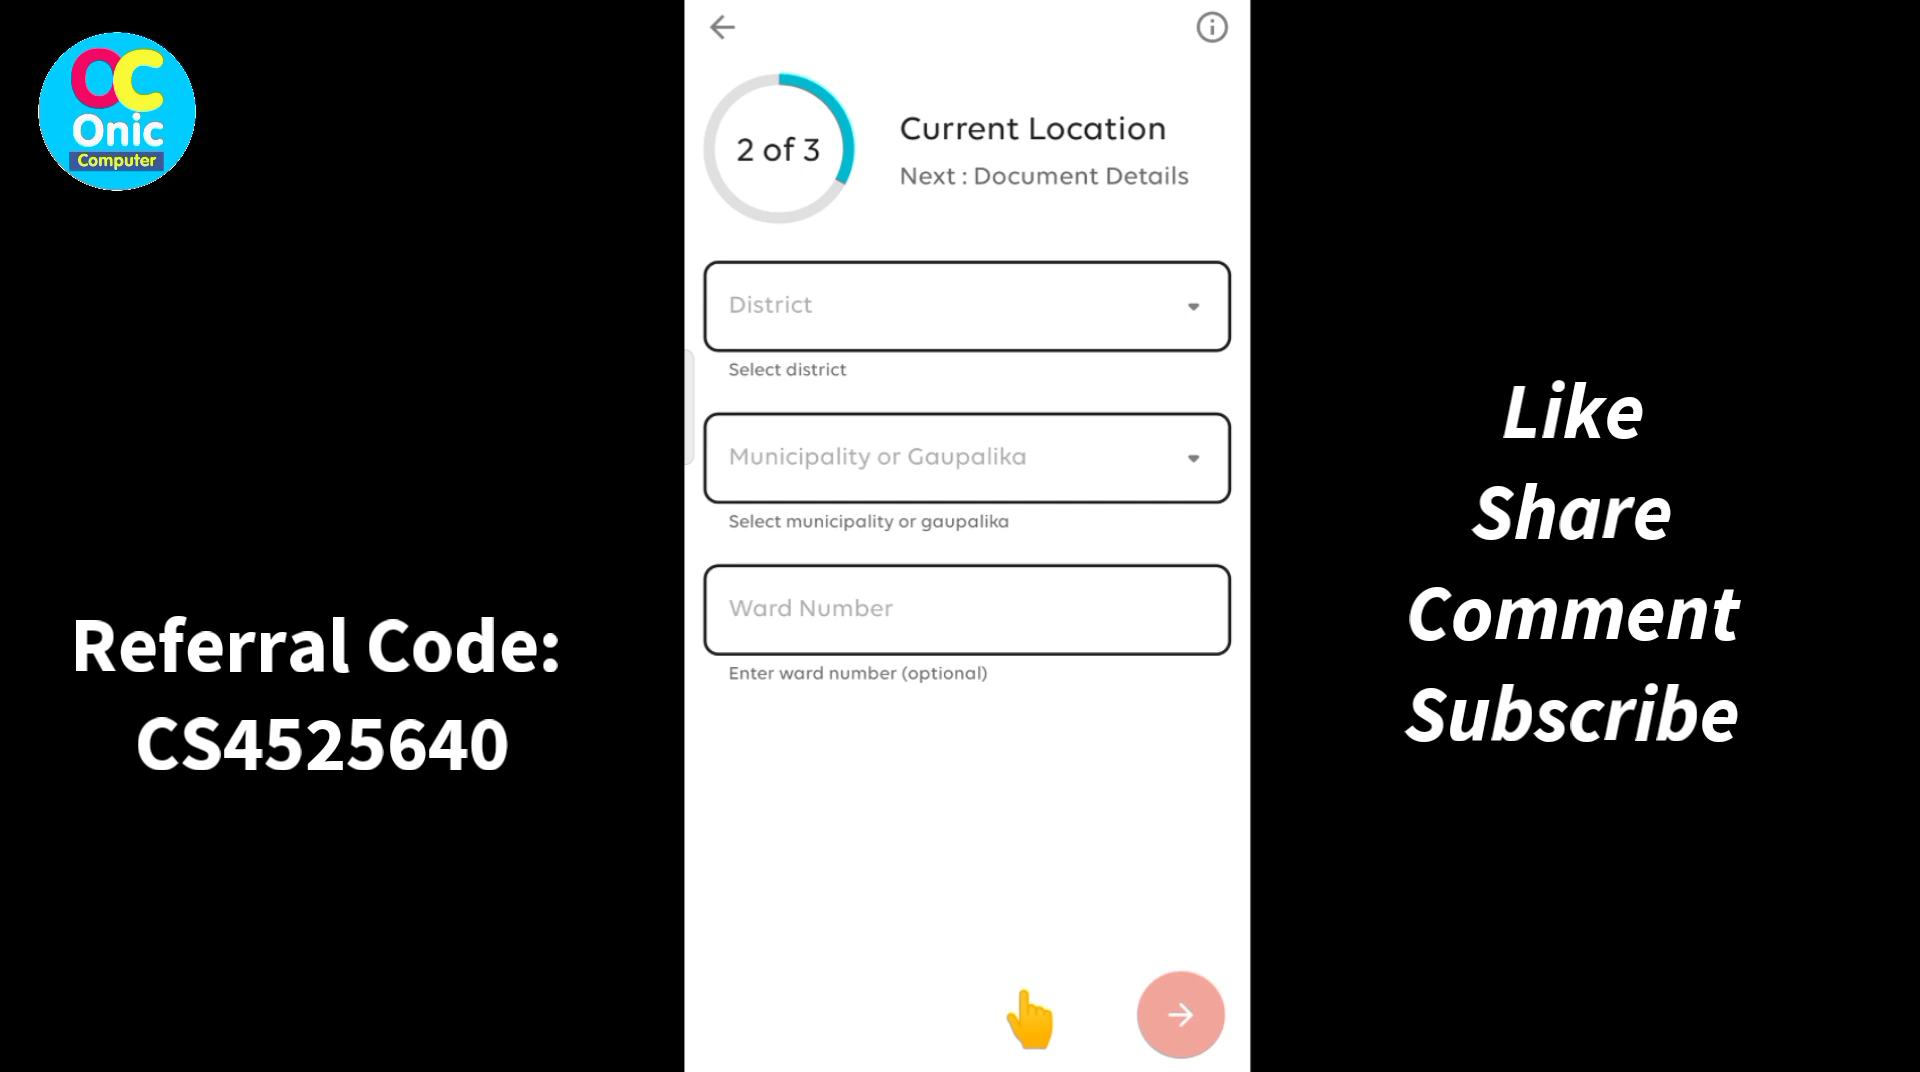 OC
Onic
Computer
2 of 3
Current Location
Next : Document Details
District
Select district
Municipality or Gaupalika
Select municipality or gaupalika
Ward Number
Enter ward number (optional)
Referral Code:
CS4525640
Like
Share
Comment
Subscribe